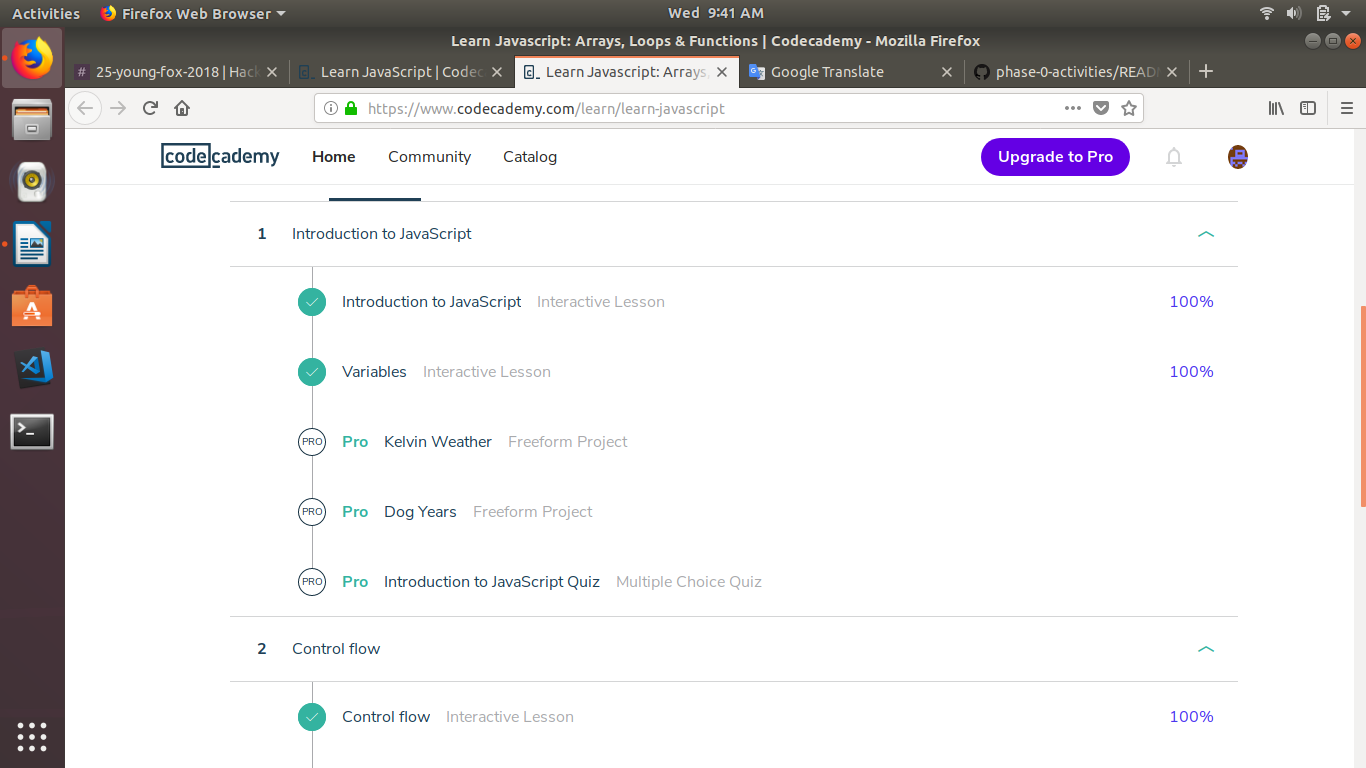 Activities Firefox Web Browser Wed 9:41 AM
Learn Javascript: Arrays, Loops & Functions | Codecademy - Mozilla Firefox
# 25-young-fox-2018 | Hack Learn JavaScript | Codec Learn Javascript: Arrays, Google Translate phase-0-activities/READ
https://www.codecademy.com/learn/learn-javascript
codecademy Home Community Catalog Upgrade to Pro
1 Introduction to JavaScript
Introduction to JavaScript Interactive Lesson 100%
Variables Interactive Lesson 100%
PRO Pro Kelvin Weather Freeform Project
PRO Pro Dog Years Freeform Project
PRO Pro Introduction to JavaScript Quiz Multiple Choice Quiz
2 Control flow
Control flow Interactive Lesson 100%